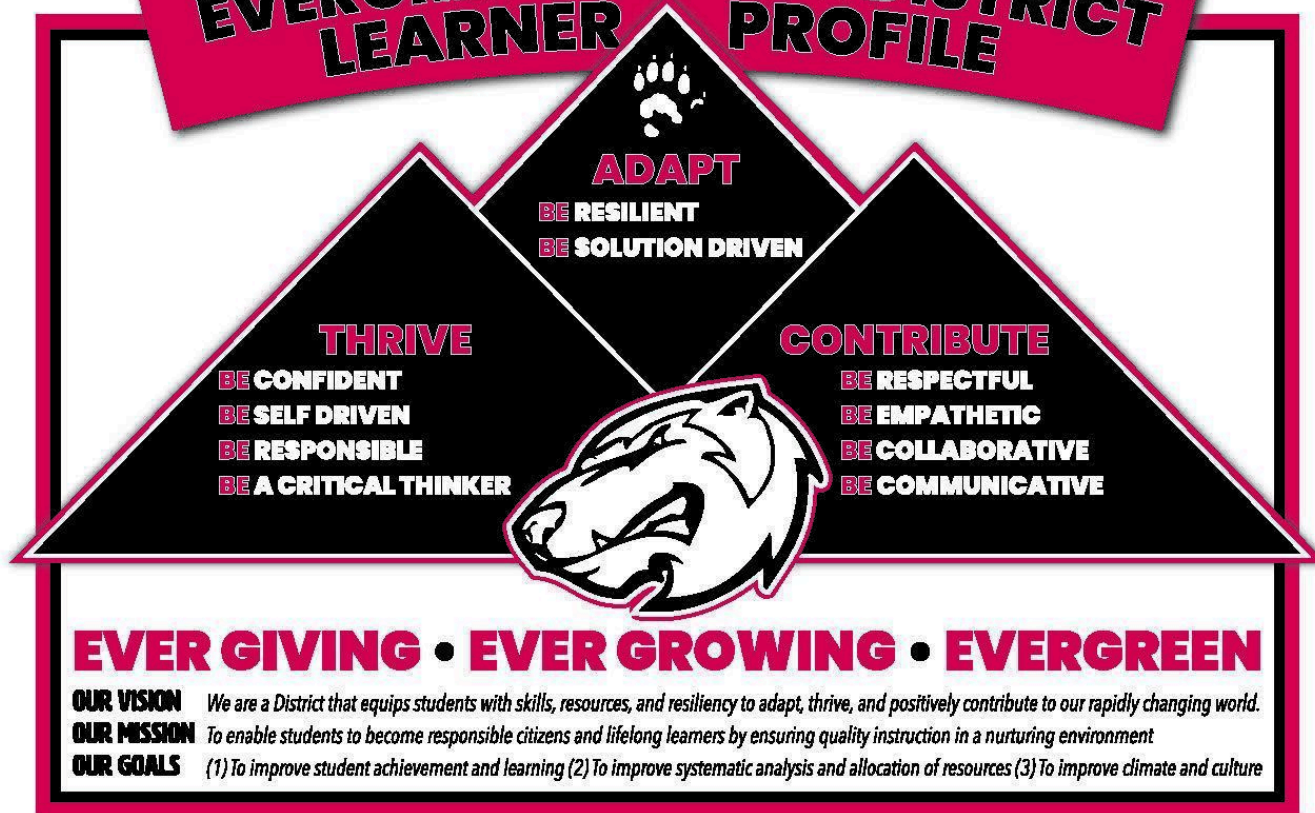 DISTRICT
LEARNER PROFILE
ADAPT
BE RESILIENT
BE SOLUTION DRIVEN
THRIVE
BE CONFIDENT
BE SELF DRIVEN
BE RESPONSIBLE
BE A CRITICAL THINKER
CONTRIBUTE
BE RESPECTFUL
BE EMPATHETIC
BE COLLABORATIVE
BE COMMUNICATIVE
EVER GIVING • EVER GROWING • EVERGREEN
OUR VISION We are a District that equips students with skills, resources, and resiliency to adapt, thrive, and positively contribute to our rapidly changing world.
OUR MISSION To enable students to become responsible citizens and lifelong learners by ensuring quality instruction in a nurturing environment
OUR GOALS (1) To improve student achievement and learning (2) To improve systematic analysis and allocation of resources (3) To improve climate and culture